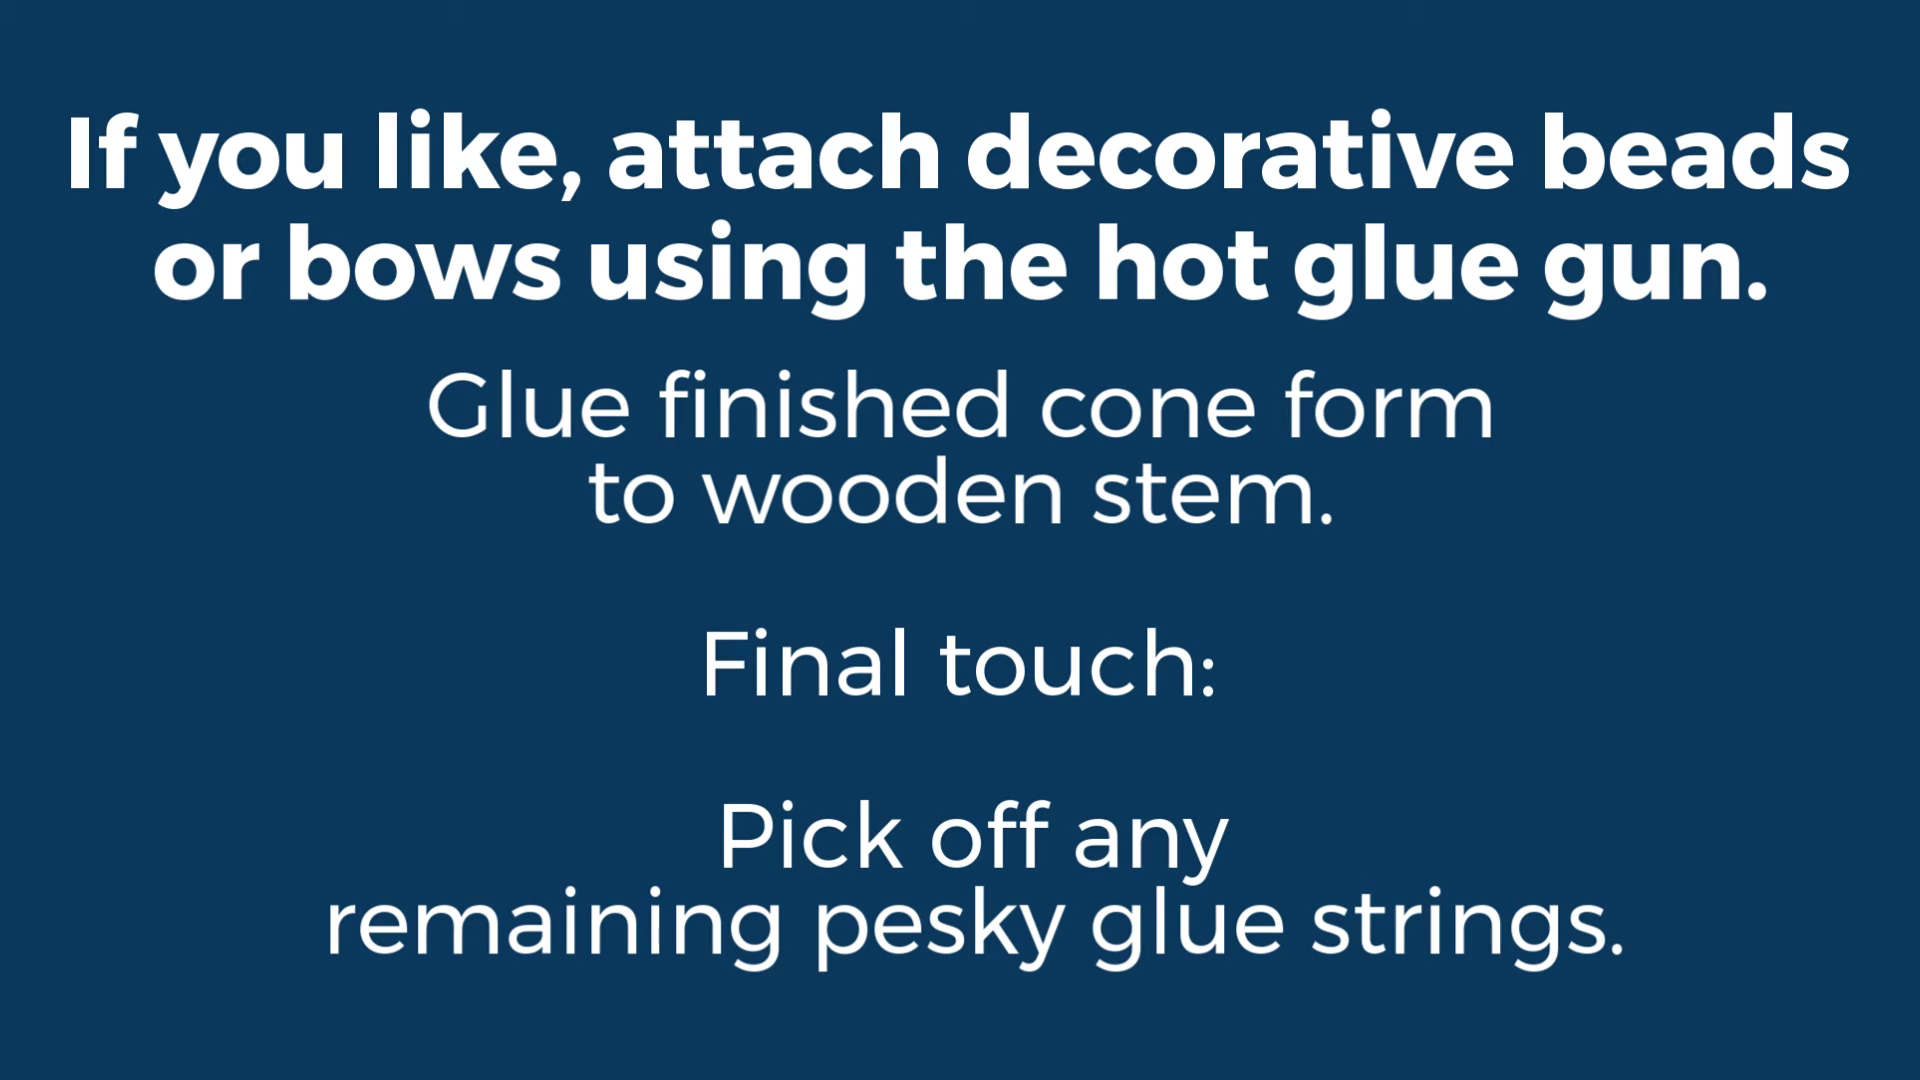 If you like, attach decorative beads
or bows using the hot glue gun.
Glue finished cone form
to wooden stem.
Final touch:
Pick off any
remaining pesky glue strings.